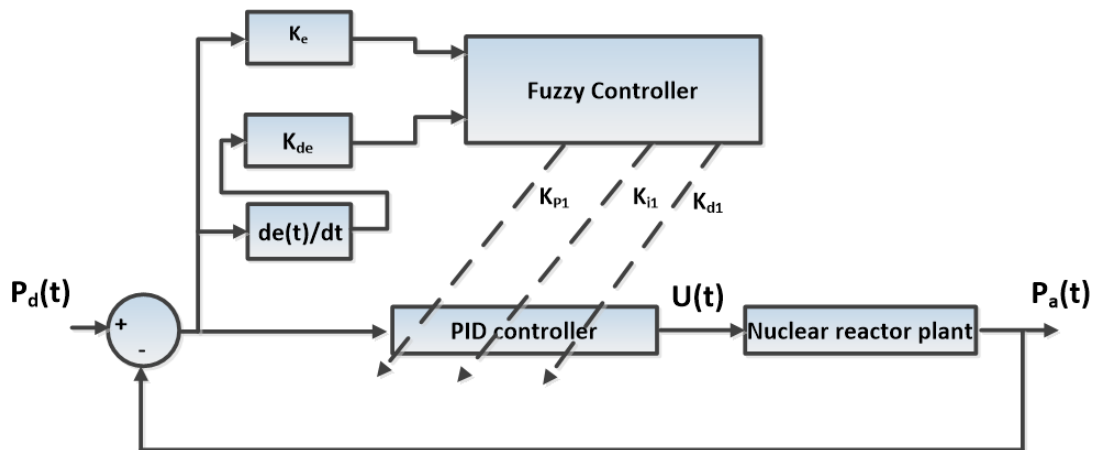 Ke
Fuzzy Controller
Kde
KP1
Ki1
Kd1
de(t)/dt
Pd(t)
+
-
PID controller
U(t)
Nuclear reactor plant
Pa(t)